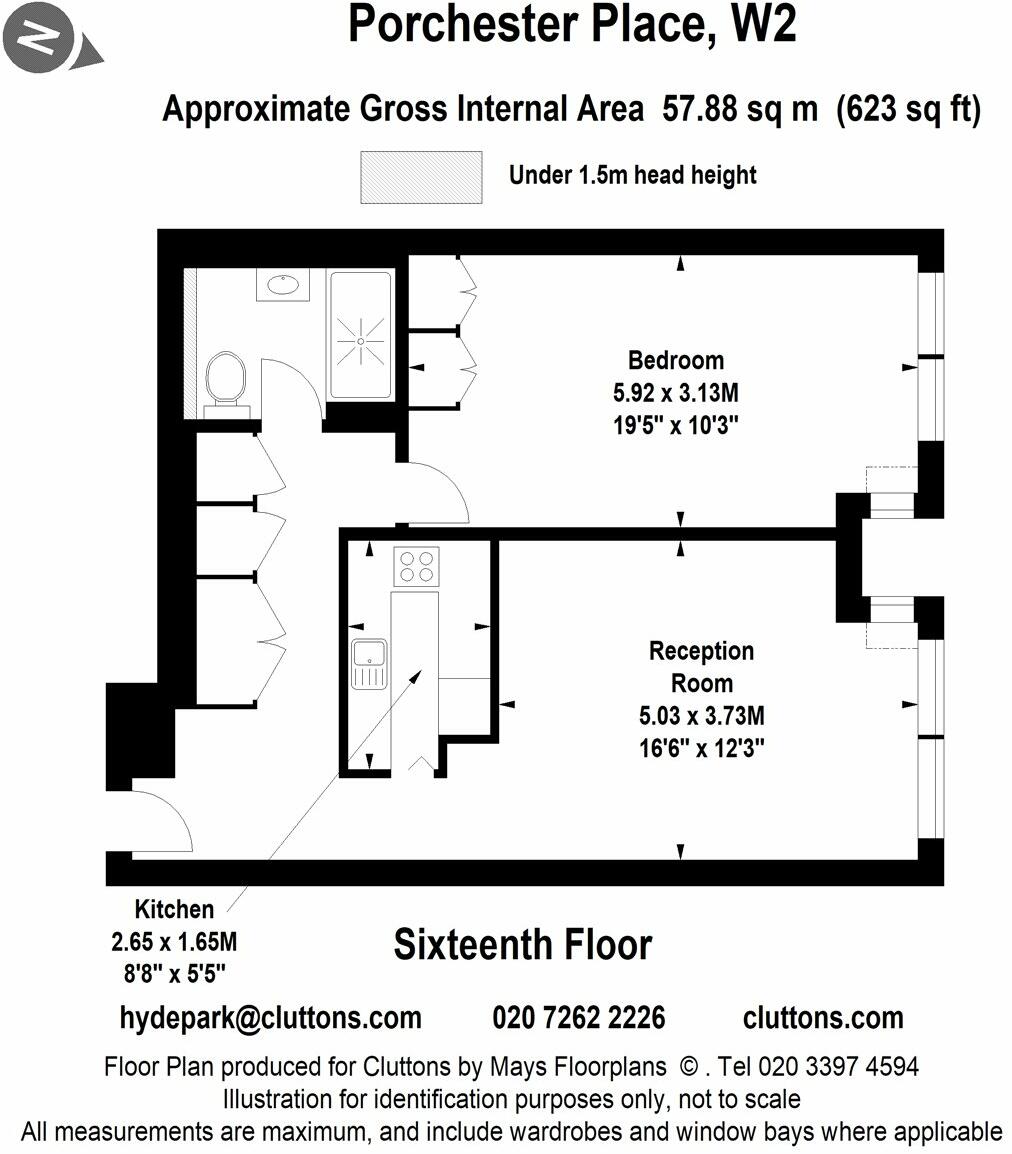 N
Porchester Place, W2
Approximate Gross Internal Area 57.88 sq m (623 sq ft)
Under 1.5m head height
Bedroom
5.92 x 3.13M
19'5" x 10'3"
Reception
Room
5.03 x 3.73M
16'6" x 12'3"
Kitchen
2.65 x 1.65M
8'8" x 5'5"
Sixteenth Floor
hydepark@cluttons.com 020 7262 2226 cluttons.com
Floor Plan produced for Cluttons by Mays Floorplans © . Tel 020 3397 4594
Illustration for identification purposes only, not to scale
All measurements are maximum, and include wardrobes and window bays where applicable